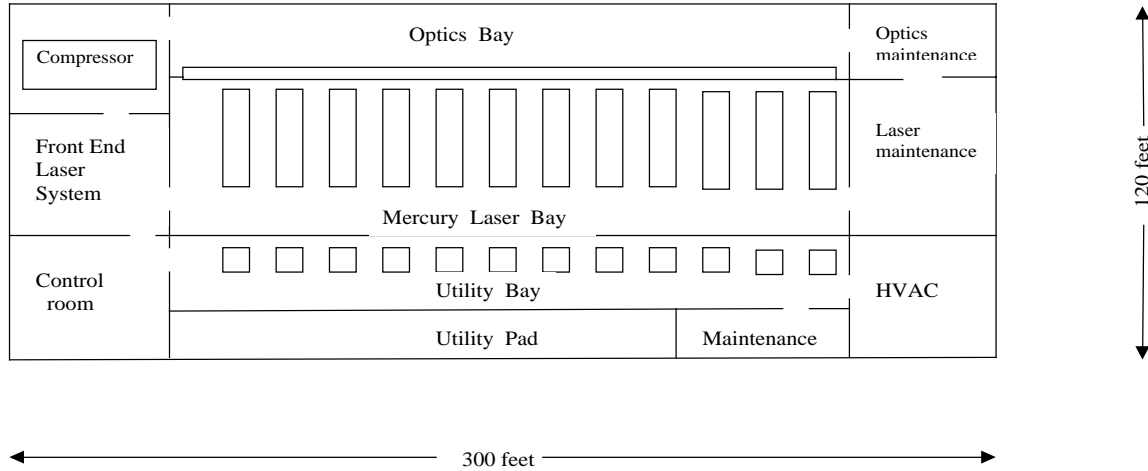 Optics Bay
Compressor
Optics
maintenance
Front End
Laser
System
Laser
maintenance
Mercury Laser Bay
Control
room
Utility Bay
HVAC
Utility Pad
Maintenance
120 feet
300 feet